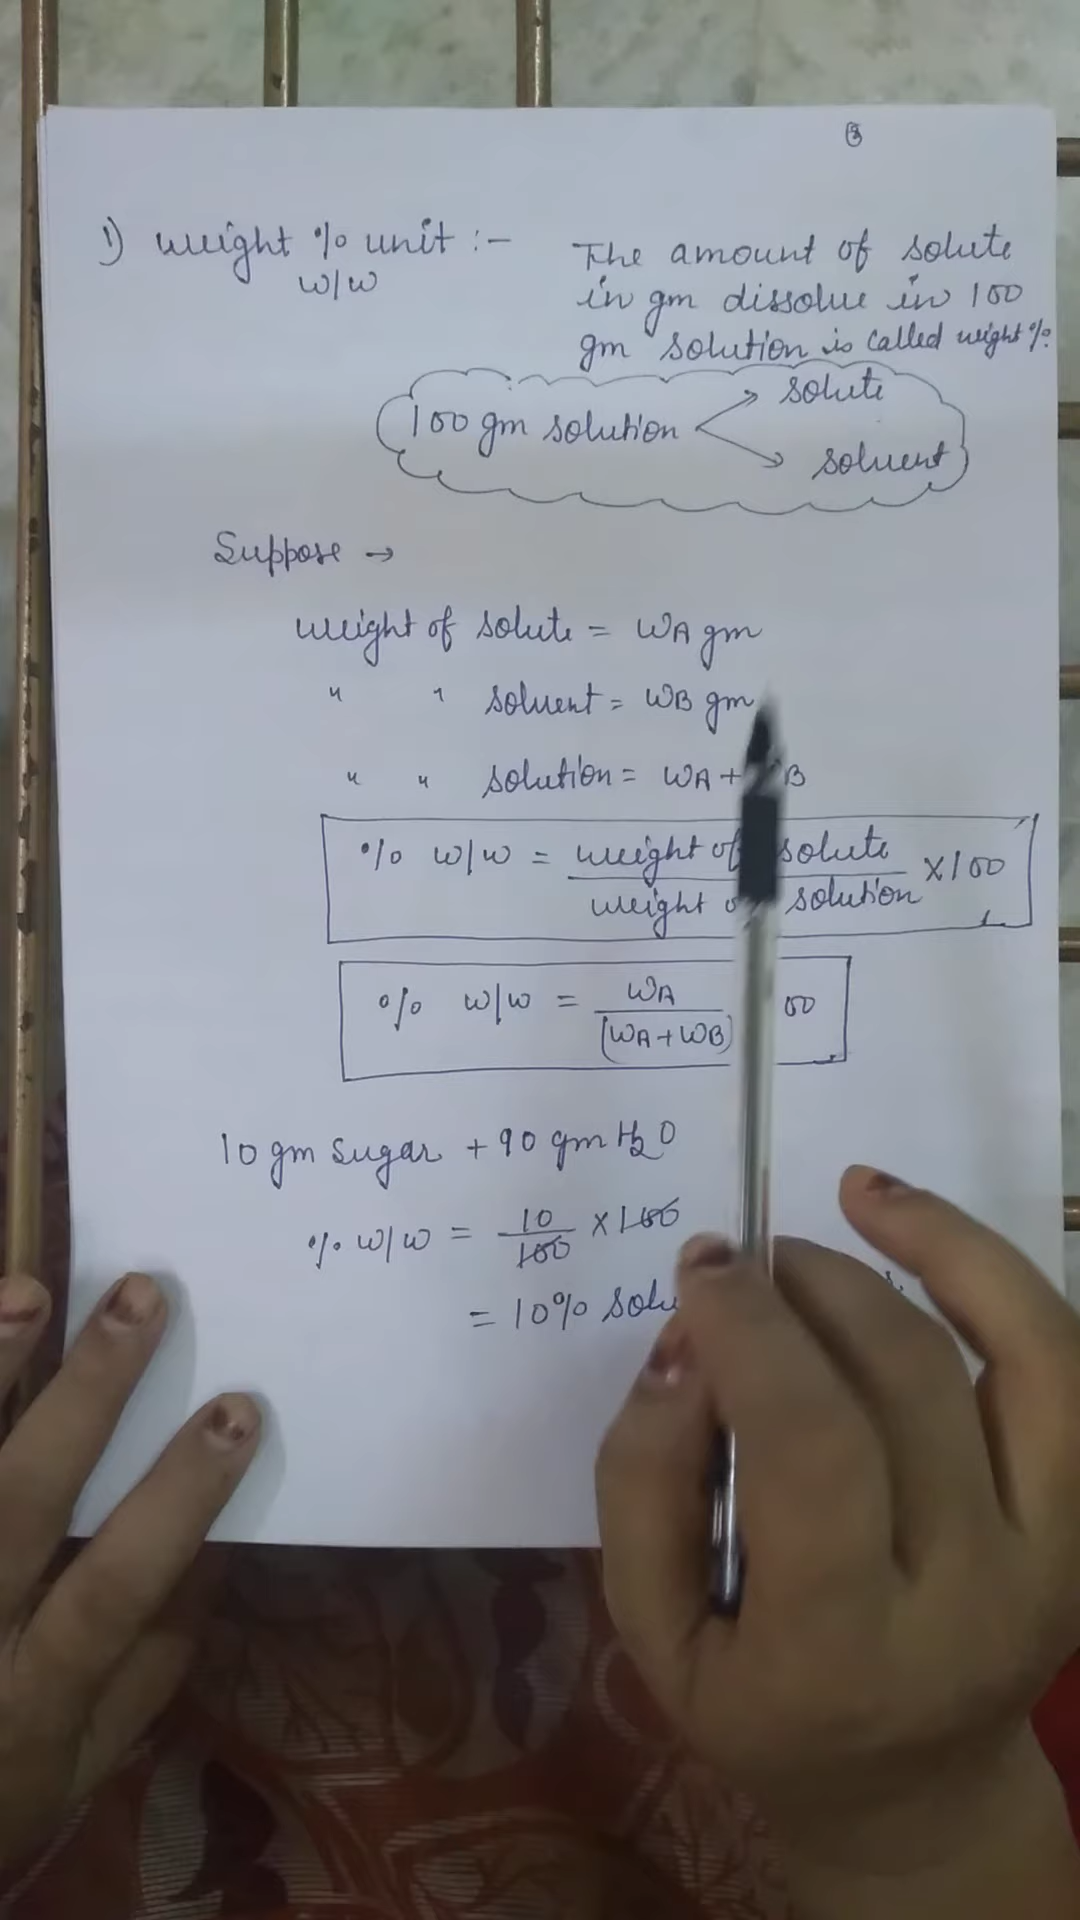 ③
1) weight % unit :-
w/w
The amount of solute
in gm dissolve in 100
gm solution is called weight %.
100 gm solution
solute
solvent
Suppose →
weight of solute = WA gm
" " solvent = WB gm
" " solution = WA + B
% w/w = weight of solute
weight solution
×100
% w/w = WA
(WA + WB)
00
10 gm sugar + 90 gm H2O
% w/w = 10/100 × 100
= 10%